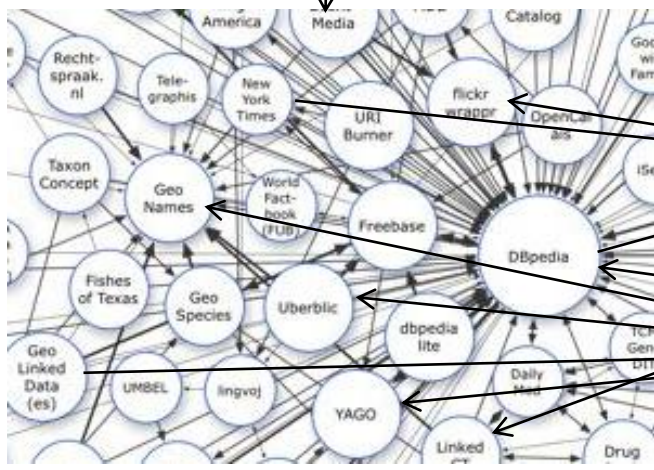 America
Media
Catalog
Recht-
spraak.
nl
Tele-
graphis
New
York
Times
URI
Burner
flickr
wrappr
OpenCal
ais
Taxon
Concept
Geo
Names
World
Fact-
book
(FUB)
Freebase
DBpedia
Fishes
of Texas
Geo
Species
Uberblic
dbpedia
lite
Geo
Linked
Data
(es)
UMBEL
lingvoj
YAGO
Daily
Med
Linked
CT
Drug